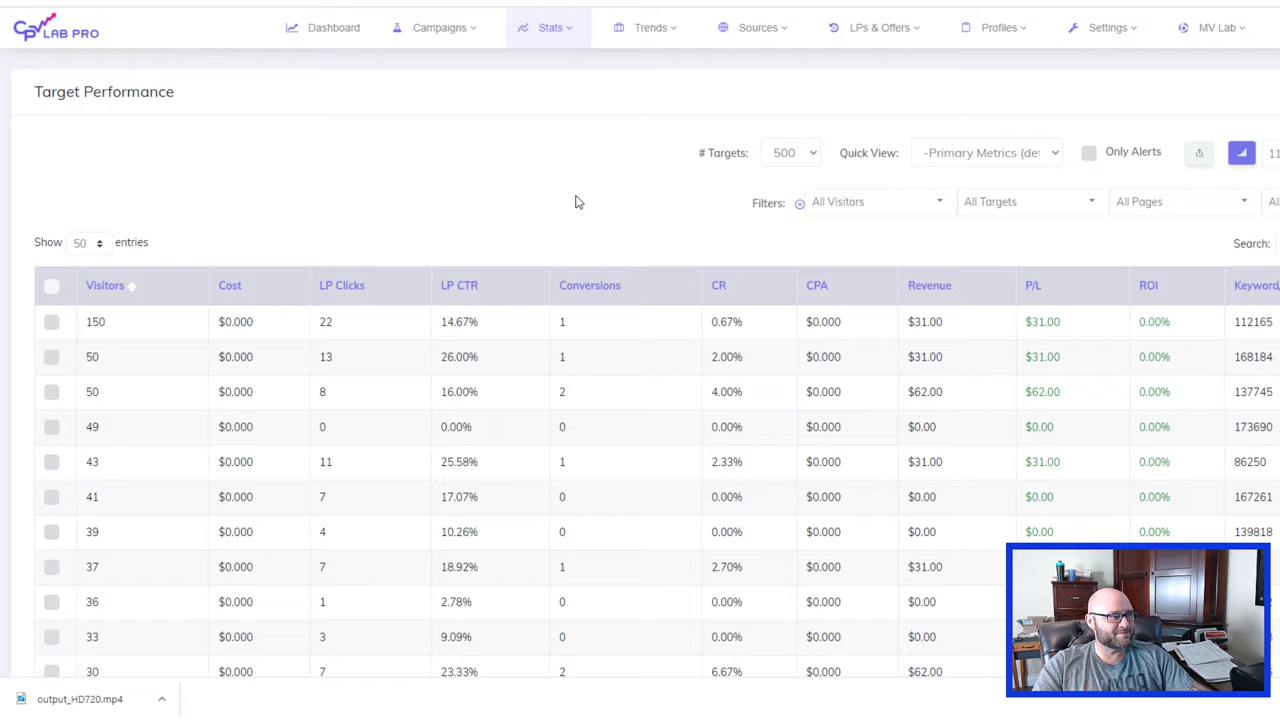 CPV LAB PRO
Dashboard Campaigns Stats Trends Sources LPs & Offers Profiles Settings MV Lab
Target Performance
# Targets: 500 Quick View: -Primary Metrics (det Only Alerts 11
Filters: All Visitors All Targets All Pages Al
Show 50 entries Search:
Visitors Cost LP Clicks LP CTR Conversions CR CPA Revenue P/L ROI Keyword/
150 $0.000 22 14.67% 1 0.67% $0.000 $31.00 $31.00 0.00% 112165
50 $0.000 13 26.00% 1 2.00% $0.000 $31.00 $31.00 0.00% 168184
50 $0.000 8 16.00% 2 4.00% $0.000 $62.00 $62.00 0.00% 137745
49 $0.000 0 0.00% 0 0.00% $0.000 $0.00 $0.00 0.00% 173690
43 $0.000 11 25.58% 1 2.33% $0.000 $31.00 $31.00 0.00% 86250
41 $0.000 7 17.07% 0 0.00% $0.000 $0.00 $0.00 0.00% 167261
39 $0.000 4 10.26% 0 0.00% $0.000 $0.00 $0.00 0.00% 139818
37 $0.000 7 18.92% 1 2.70% $0.000 $31.00
36 $0.000 1 2.78% 0 0.00% $0.000 $0.00
33 $0.000 3 9.09% 0 0.00% $0.000 $0.00
30 $0.000 7 23.33% 2 6.67% $0.000 $62.00
output_HD720.mp4